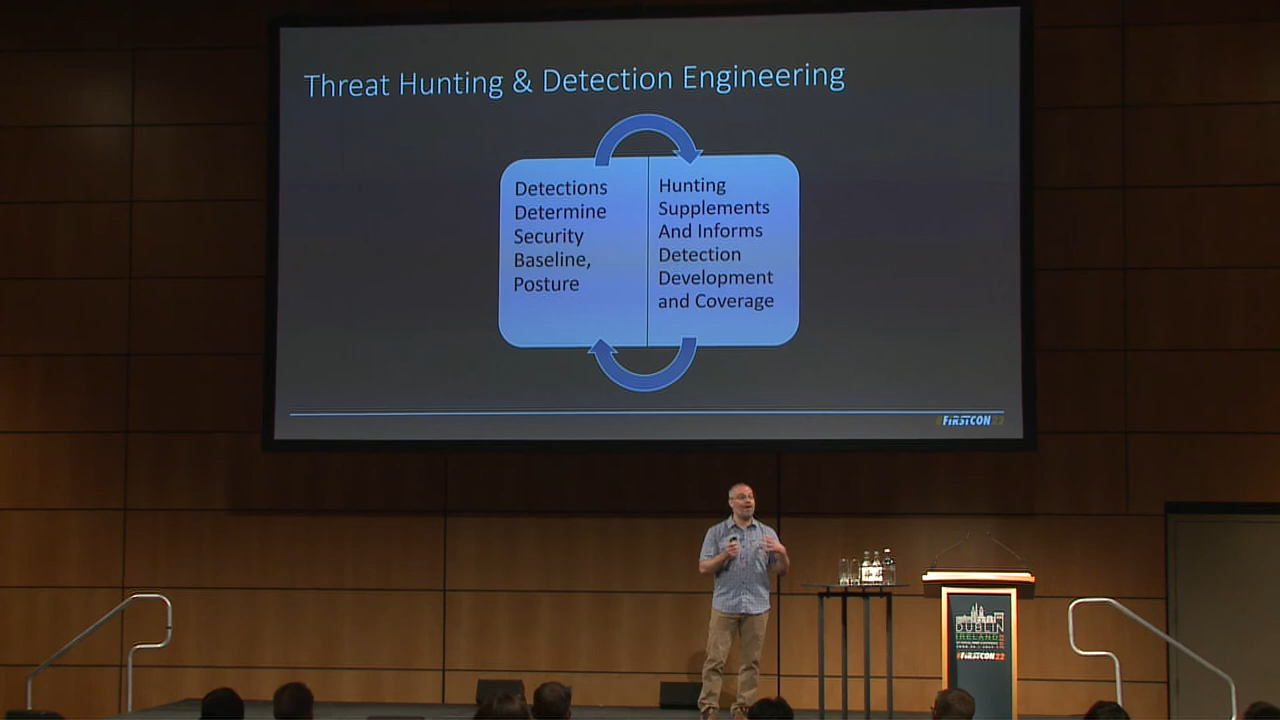 Threat Hunting & Detection Engineering
Detections
Determine
Security
Baseline,
Posture
Hunting
Supplements
And Informs
Detection
Development
and Coverage
#FIRSTCON22
DUBLIN
IRELAND
#FIRSTCON22